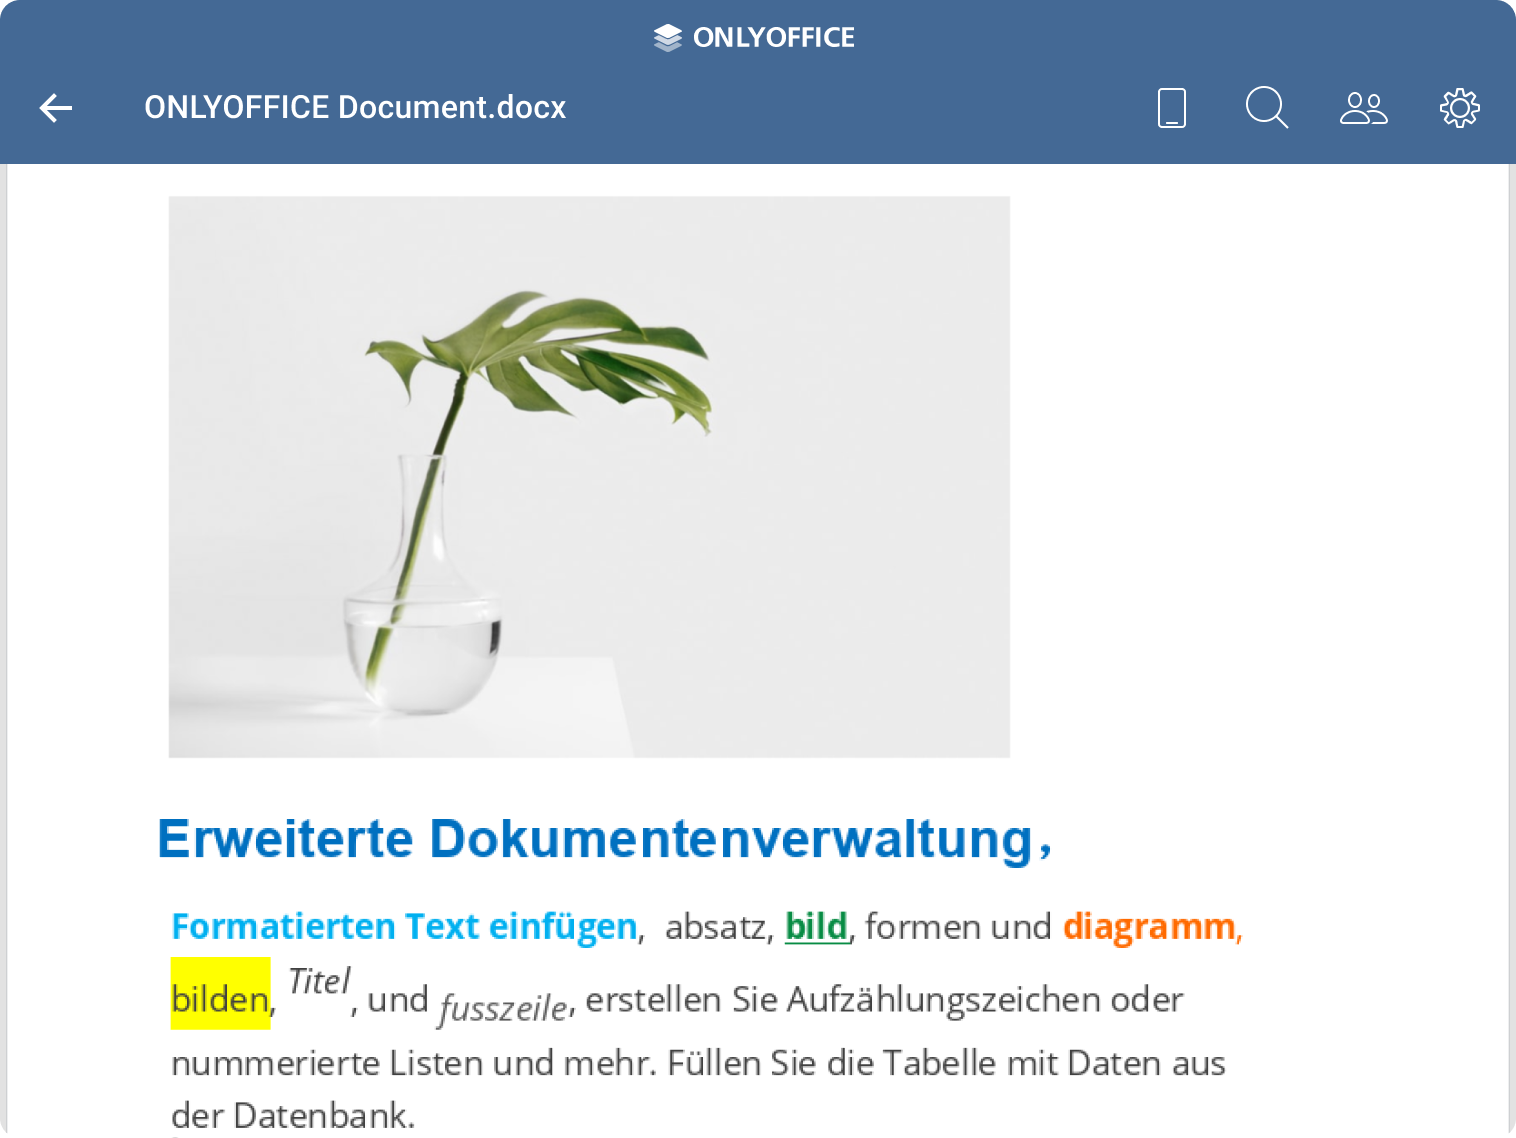 ONLYOFFICE
ONLYOFFICE Document.docx
Erweiterte Dokumentenverwaltung,
Formatierten Text einfügen, absatz, bild, formen und diagramm,
bilden, Titel, und fusszeile, erstellen Sie Aufzählungszeichen oder
nummerierte Listen und mehr. Füllen Sie die Tabelle mit Daten aus
der Datenbank.